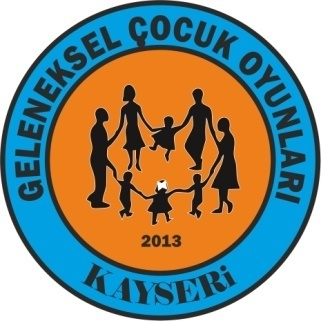 GELENEKSEL ÇOCUK OYUNLARI
2013
KAYSERi